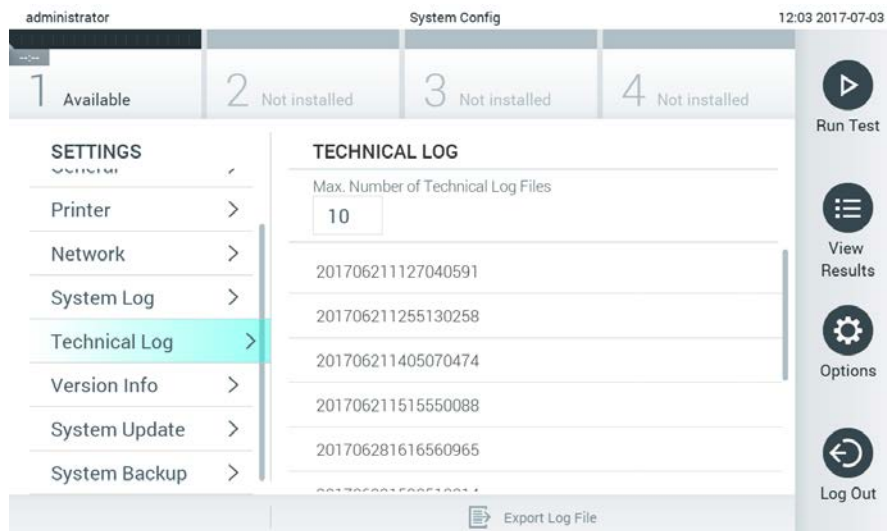 administrator
System Config
12:03 2017-07-03
--:--
1 Available
2 Not installed
3 Not installed
4 Not installed
Run Test
View
Results
Options
Log Out
SETTINGS
General
Printer
Network
System Log
Technical Log
Version Info
System Update
System Backup
TECHNICAL LOG
Max. Number of Technical Log Files
10
201706211127040591
201706211255130258
201706211405070474
201706211515550088
201706281616560965
Export Log File